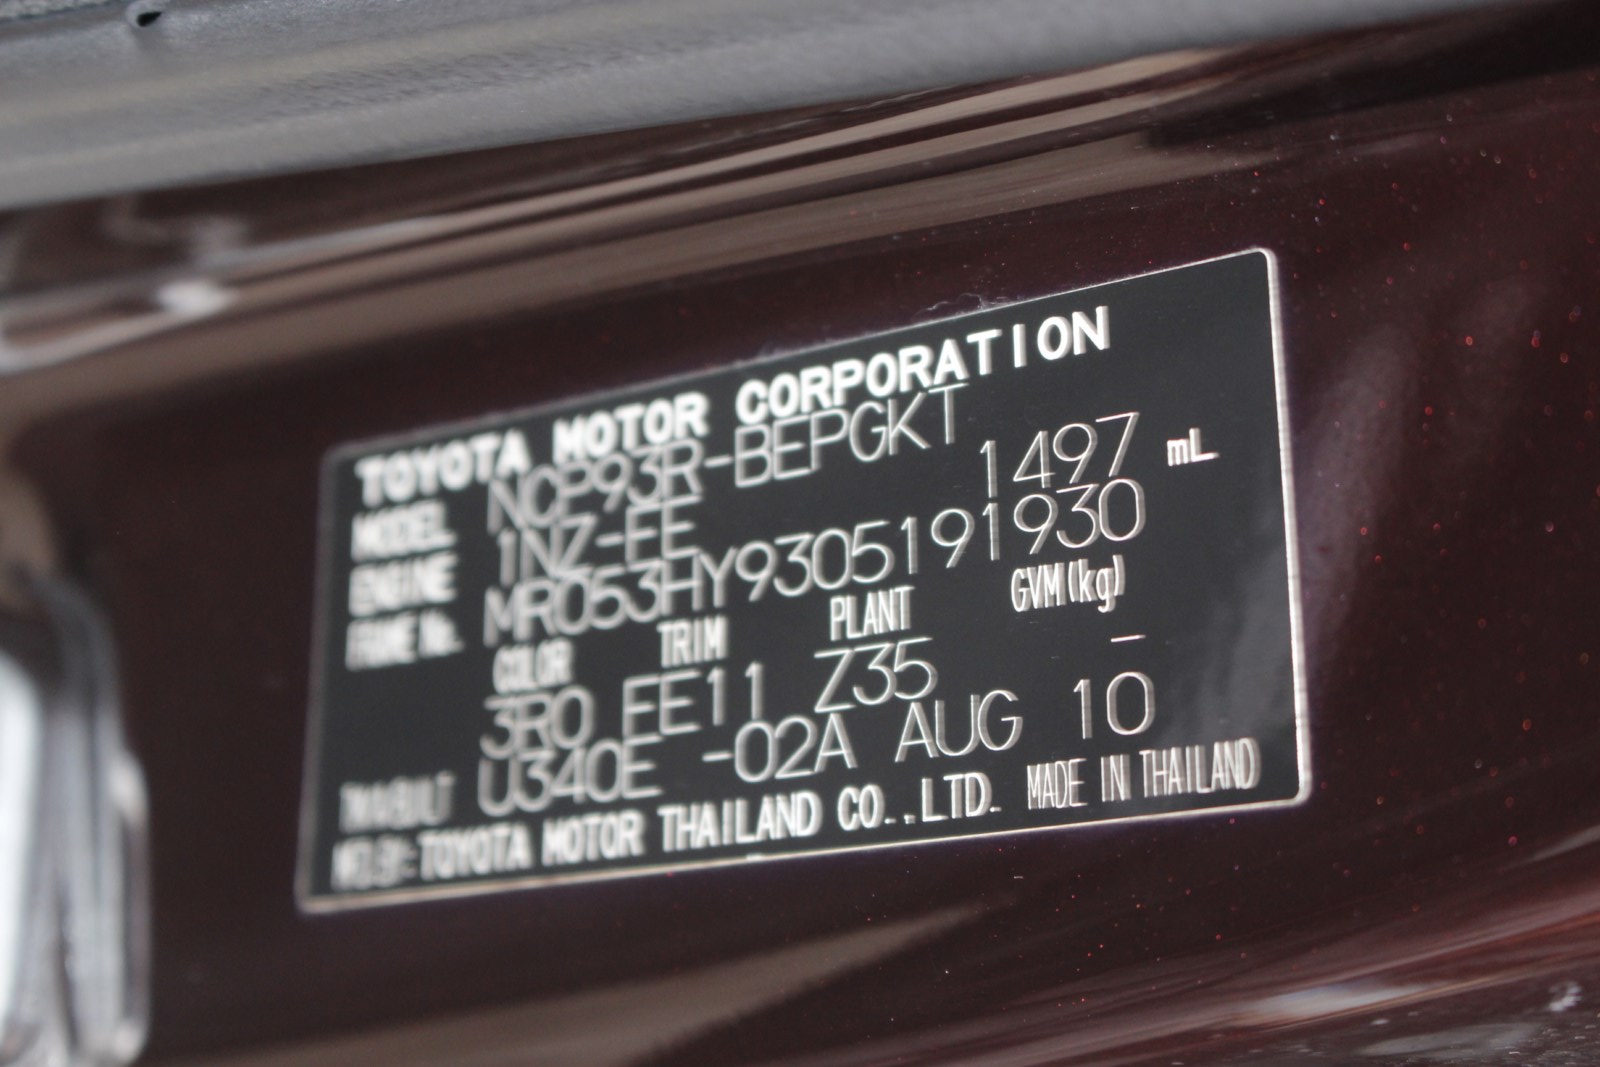 TOYOTA MOTOR CORPORATION
MODEL NCP93R-BEPGKT
ENGINE 1NZ-FE 1497 mL
FRAME No. MR053HY9305191930
COLOR TRIM PLANT GVM(kg)
3R0 FE11 Z35 —
U340E -02A AUG 10
TOYOTA MOTOR THAILAND CO.,LTD. MADE IN THAILAND